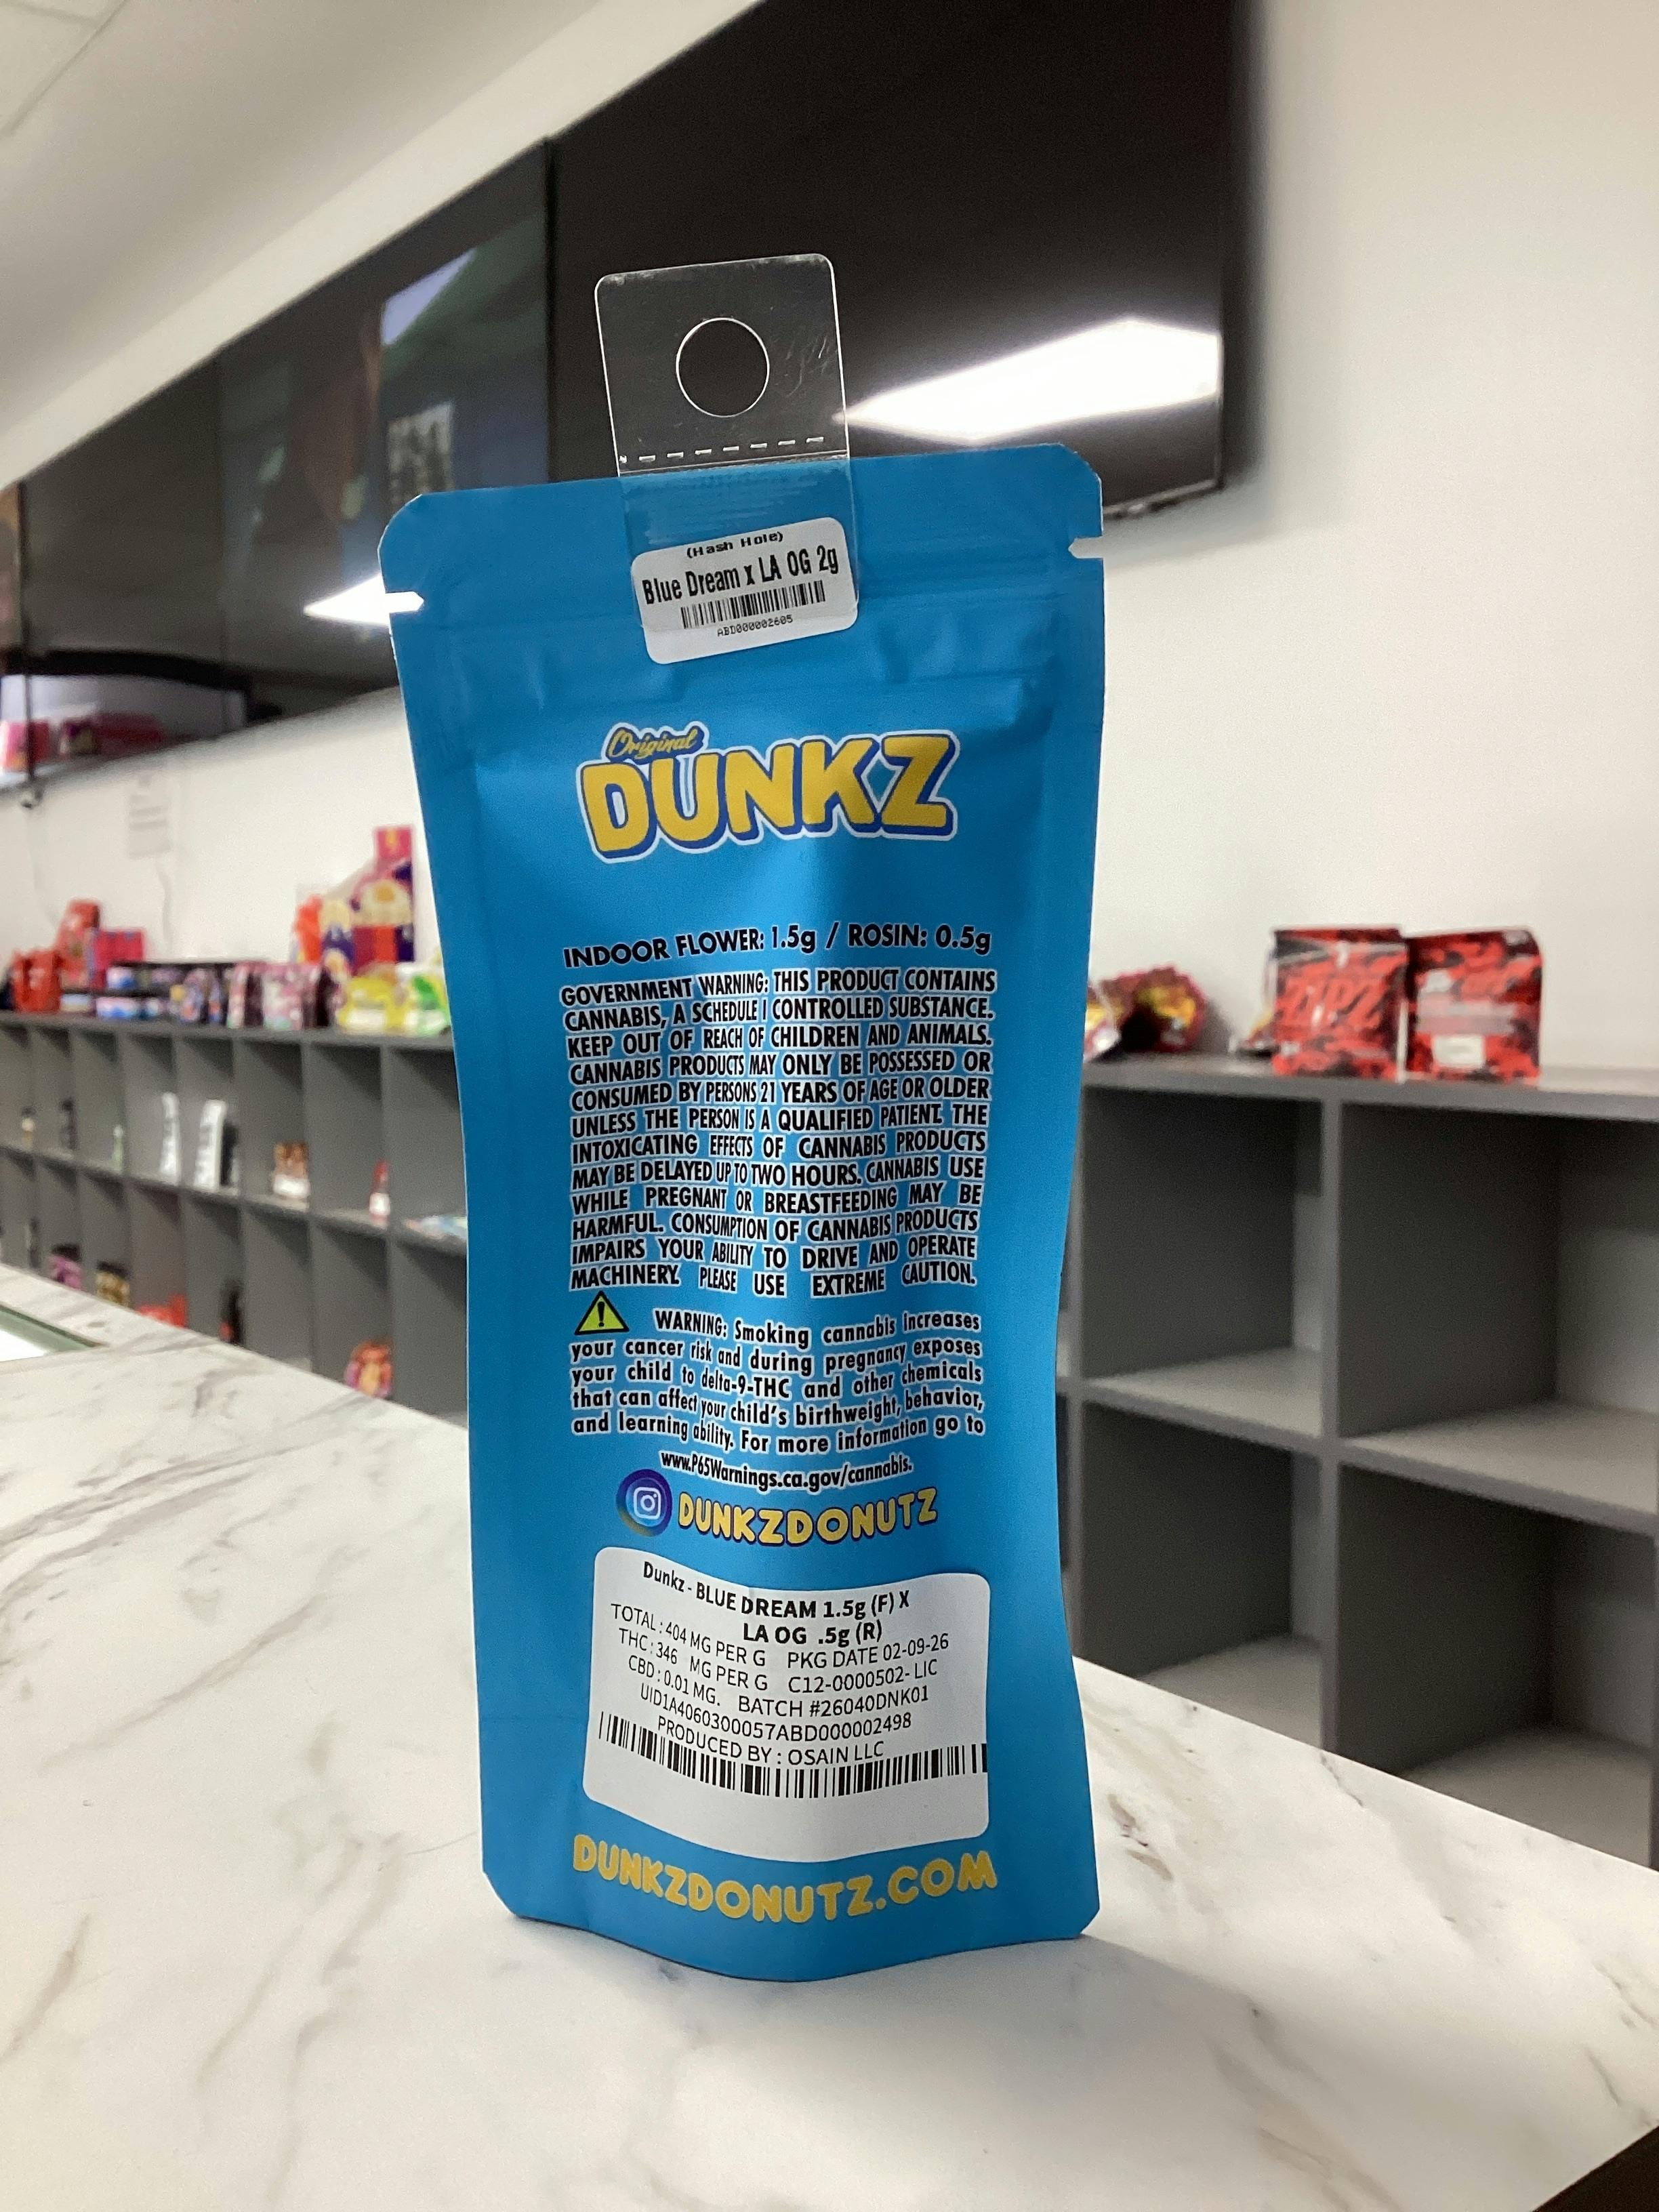 (Hash Hole)
Blue Dream x LA OG 2g
ABD000002605
Original
DUNKZ
INDOOR FLOWER: 1.5g / ROSIN: 0.5g
GOVERNMENT WARNING: THIS PRODUCT CONTAINS
CANNABIS, A SCHEDULE I CONTROLLED SUBSTANCE.
KEEP OUT OF REACH OF CHILDREN AND ANIMALS.
CANNABIS PRODUCTS MAY ONLY BE POSSESSED OR
CONSUMED BY PERSONS 21 YEARS OF AGE OR OLDER
UNLESS THE PERSON IS A QUALIFIED PATIENT. THE
INTOXICATING EFFECTS OF CANNABIS PRODUCTS
MAY BE DELAYED UP TO TWO HOURS. CANNABIS USE
WHILE PREGNANT OR BREASTFEEDING MAY BE
HARMFUL. CONSUMPTION OF CANNABIS PRODUCTS
IMPAIRS YOUR ABILITY TO DRIVE AND OPERATE
MACHINERY. PLEASE USE EXTREME CAUTION.
WARNING: Smoking cannabis increases
your cancer risk and during pregnancy exposes
your child to delta-9-THC and other chemicals
that can affect your child's birthweight, behavior,
and learning ability. For more information go to
www.P65Warnings.ca.gov/cannabis.
DUNKZDONUTZ
Dunkz - BLUE DREAM 1.5g (F) X
LA OG .5g (R)
TOTAL : 404 MG PER G PKG DATE 02-09-26
THC : 346 MG PER G C12-0000502- LIC
CBD : 0.01 MG. BATCH #26040DNK01
UID1A4060300057ABD000002498
PRODUCED BY : OSAIN LLC
DUNKZDONUTZ.COM